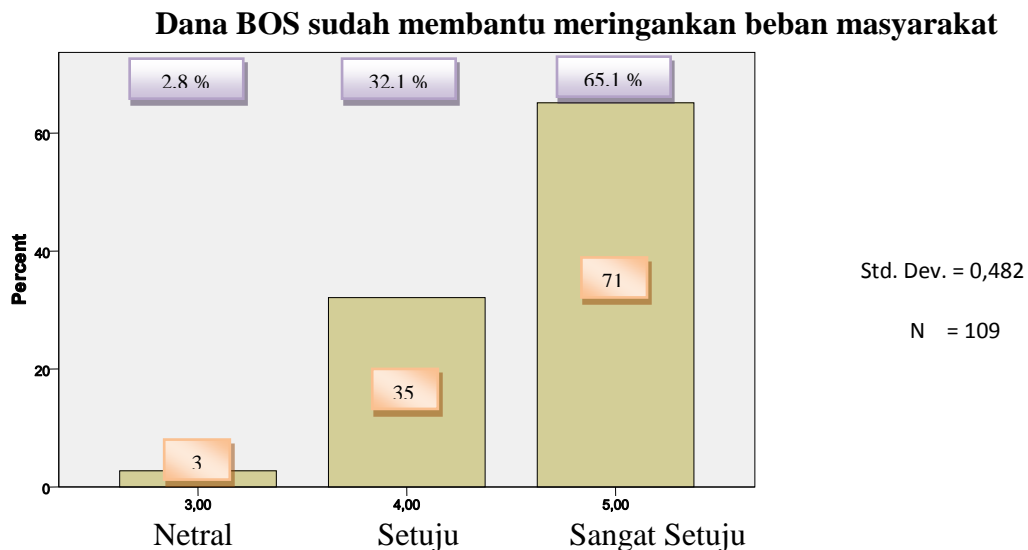 Dana BOS sudah membantu meringankan beban masyarakat
2.8 %
32.1 %
65.1 %
Percent
60
40
20
0
3
35
71
3,00
4,00
5,00
Netral
Setuju
Sangat Setuju
Std. Dev. = 0,482
N = 109